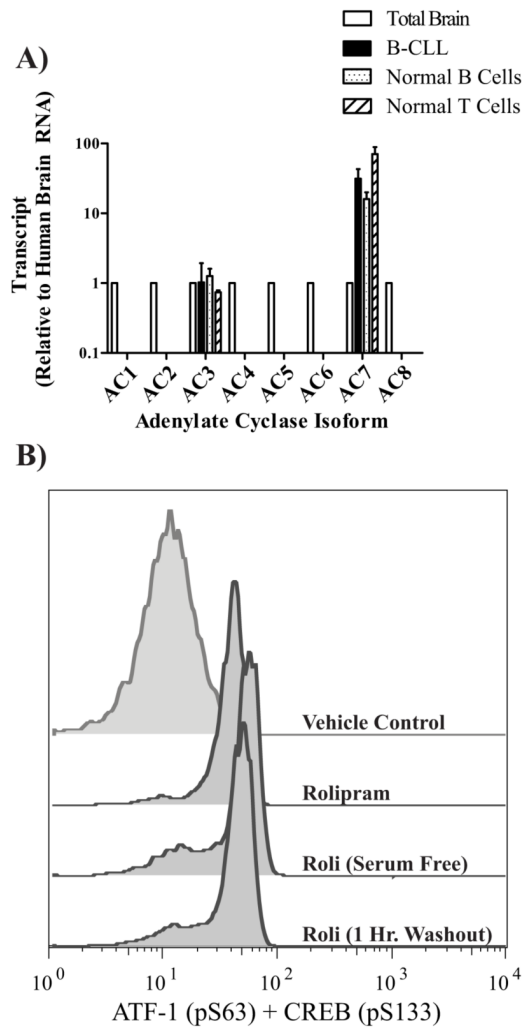 Total Brain
B-CLL
Normal B Cells
Normal T Cells
A)
Transcript
(Relative to Human Brain RNA)
100
10
1
0.1
AC1
AC2
AC3
AC4
AC5
AC6
AC7
AC8
Adenylate Cyclase Isoform
B)
Vehicle Control
Rolipram
Roli (Serum Free)
Roli (1 Hr. Washout)
10^0
10^1
10^2
10^3
10^4
ATF-1 (pS63) + CREB (pS133)